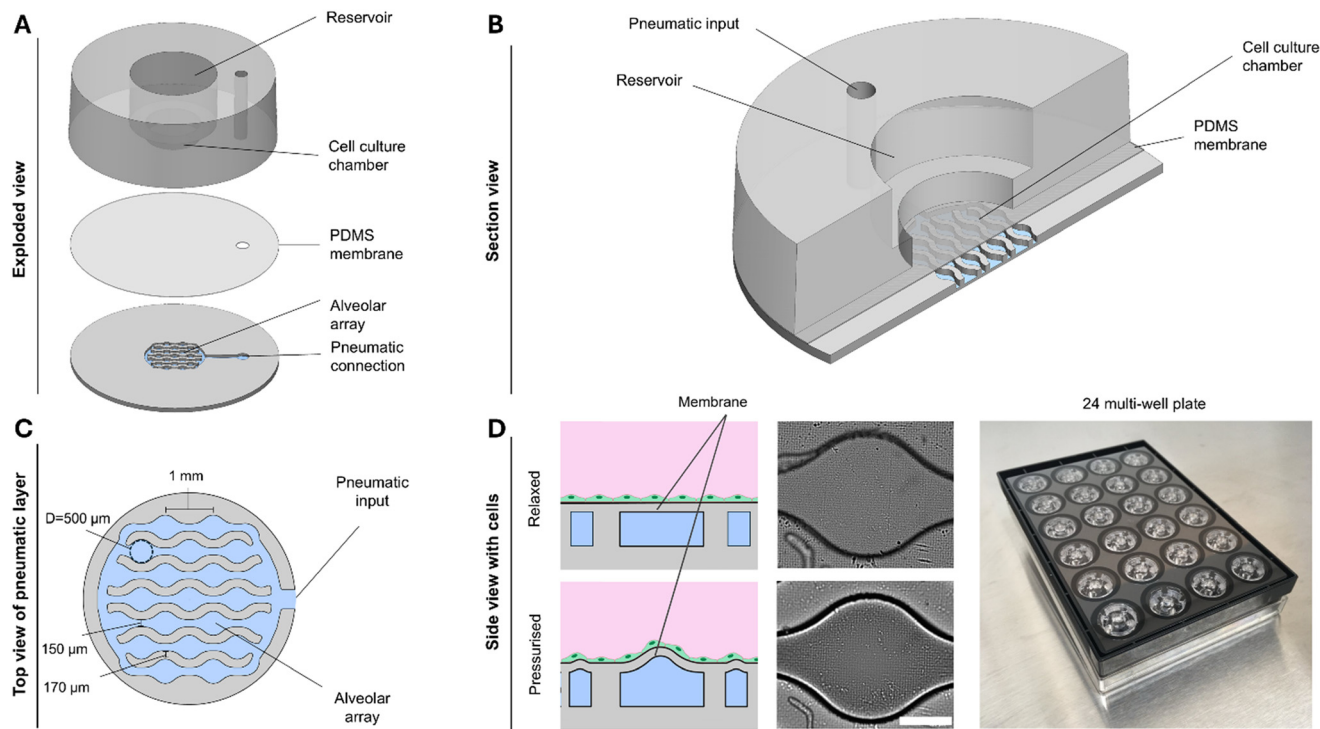 A
Exploded view
Reservoir
Cell culture
chamber
PDMS
membrane
Alveolar
array
Pneumatic
connection
B
Section view
Pneumatic input
Reservoir
Cell culture
chamber
PDMS
membrane
C
Top view of pneumatic layer
1 mm
D=500 µm
Pneumatic
input
150 µm
170 µm
Alveolar
array
D
Side view with cells
Membrane
Relaxed
Pressurised
24 multi-well plate